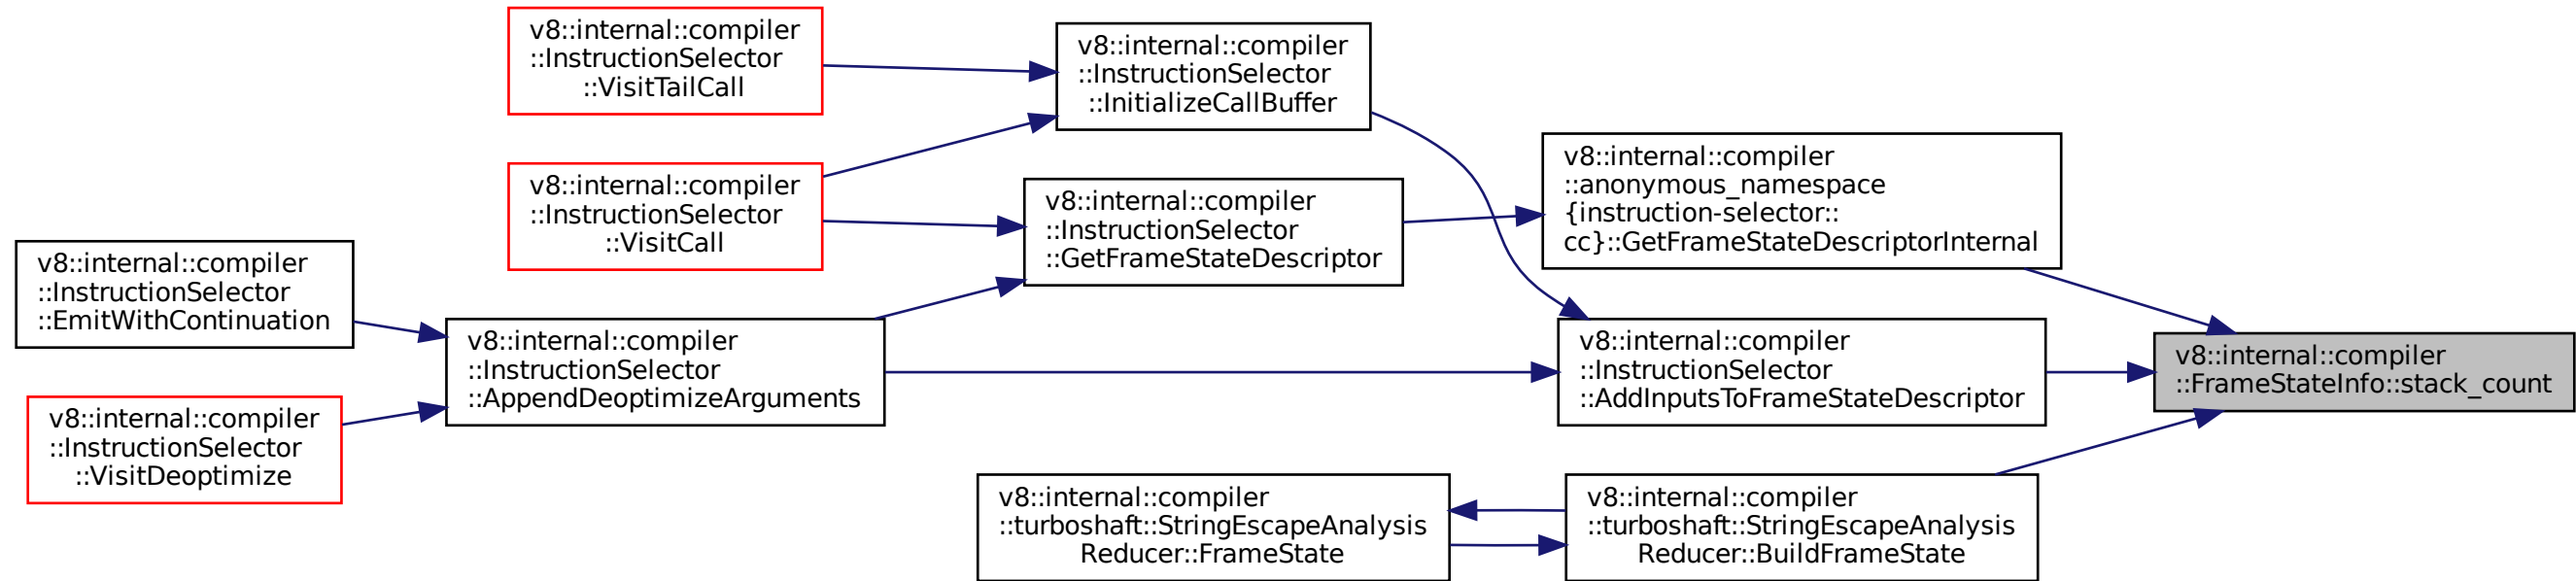 v8::internal::compiler
::InstructionSelector
::VisitTailCall
v8::internal::compiler
::InstructionSelector
::InitializeCallBuffer
v8::internal::compiler
::anonymous_namespace
{instruction-selector::
cc}::GetFrameStateDescriptorInternal
v8::internal::compiler
::InstructionSelector
::VisitCall
v8::internal::compiler
::InstructionSelector
::GetFrameStateDescriptor
v8::internal::compiler
::InstructionSelector
::EmitWithContinuation
v8::internal::compiler
::InstructionSelector
::AppendDeoptimizeArguments
v8::internal::compiler
::InstructionSelector
::AddInputsToFrameStateDescriptor
v8::internal::compiler
::FrameStateInfo::stack_count
v8::internal::compiler
::InstructionSelector
::VisitDeoptimize
v8::internal::compiler
::turboshaft::StringEscapeAnalysis
Reducer::FrameState
v8::internal::compiler
::turboshaft::StringEscapeAnalysis
Reducer::BuildFrameState